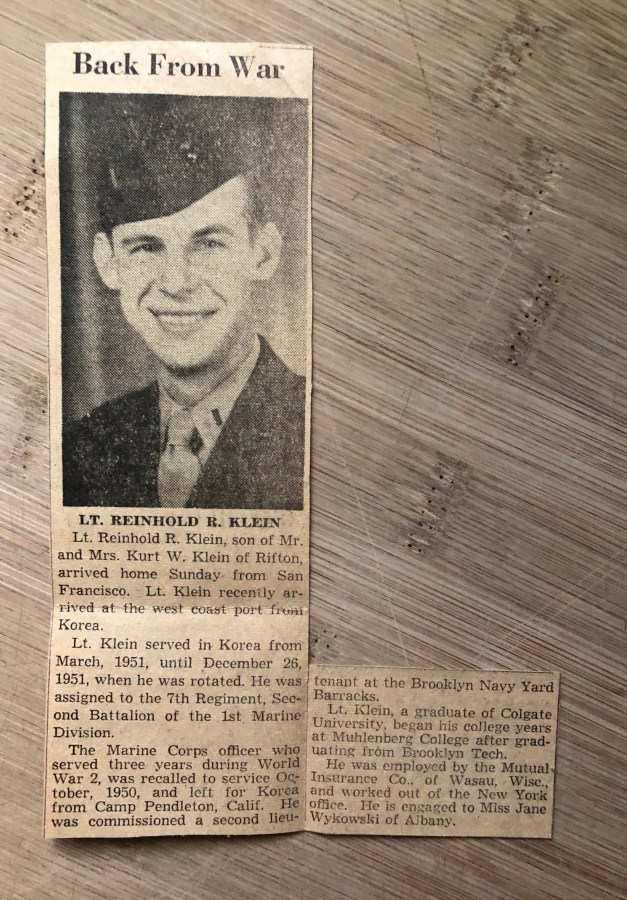 Back From War
LT. REINHOLD R. KLEIN
Lt. Reinhold R. Klein, son of Mr.
and Mrs. Kurt W. Klein of Rifton,
arrived home Sunday from San
Francisco. Lt. Klein recently ar-
rived at the west coast port from
Korea.
Lt. Klein served in Korea from
March, 1951, until December 26,
1951, when he was rotated. He was
assigned to the 7th Regiment, Sec-
ond Battalion of the 1st Marine
Division.
The Marine Corps officer who
served three years during World
War 2, was recalled to service Oc-
tober, 1950, and left for Korea
from Camp Pendleton, Calif. He
was commissioned a second lieu-
tenant at the Brooklyn Navy Yard
Barracks.
Lt. Klein, a graduate of Colgate
University, began his college years
at Muhlenberg College after grad-
uating from Brooklyn Tech.
He was employed by the Mutual
Insurance Co., of Wasau, Wisc.,
and worked out of the New York
office. He is engaged to Miss Jane
Wykowski of Albany.